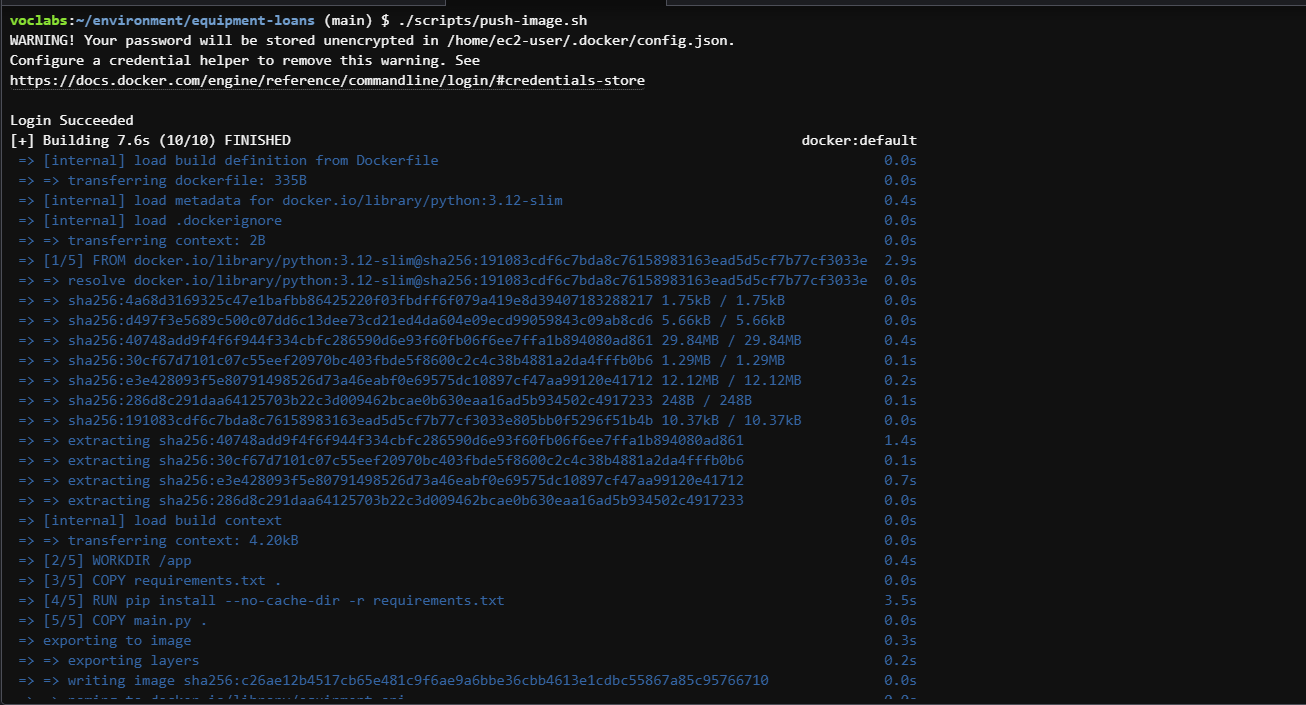 voclabs:~/environment/equipment-loans (main) $ ./scripts/push-image.sh
WARNING! Your password will be stored unencrypted in /home/ec2-user/.docker/config.json.
Configure a credential helper to remove this warning. See
https://docs.docker.com/engine/reference/commandline/login/#credentials-store
Login Succeeded
[+] Building 7.6s (10/10) FINISHED docker:default
=> [internal] load build definition from Dockerfile 0.0s
=> => transferring dockerfile: 335B 0.0s
=> [internal] load metadata for docker.io/library/python:3.12-slim 0.4s
=> [internal] load .dockerignore 0.0s
=> => transferring context: 2B 0.0s
=> [1/5] FROM docker.io/library/python:3.12-slim@sha256:191083cdf6c7bda8c76158983163ead5d5cf7b77cf3033e 2.9s
=> => resolve docker.io/library/python:3.12-slim@sha256:191083cdf6c7bda8c76158983163ead5d5cf7b77cf3033e 0.0s
=> => sha256:4a68d3169325c47e1bafbb86425220f03fbdff6f079a419e8d39407183288217 1.75kB / 1.75kB 0.0s
=> => sha256:d497f3e5689c500c07dd6c13dee73cd21ed4da604e09ecd99059843c09ab8cd6 5.66kB / 5.66kB 0.0s
=> => sha256:40748add9f4f6f944f334cbfc286590d6e93f60fb06f6ee7ffa1b894080ad861 29.84MB / 29.84MB 0.4s
=> => sha256:30cf67d7101c07c55eef20970bc403fbde5f8600c2c4c38b4881a2da4fffb0b6 1.29MB / 1.29MB 0.1s
=> => sha256:e3e428093f5e80791498526d73a46eabf0e69575dc10897cf47aa99120e41712 12.12MB / 12.12MB 0.2s
=> => sha256:286d8c291daa64125703b22c3d009462bcae0b630eaa16ad5b934502c4917233 248B / 248B 0.1s
=> => sha256:191083cdf6c7bda8c76158983163ead5d5cf7b77cf3033e805bb0f5296f51b4b 10.37kB / 10.37kB 0.0s
=> => extracting sha256:40748add9f4f6f944f334cbfc286590d6e93f60fb06f6ee7ffa1b894080ad861 1.4s
=> => extracting sha256:30cf67d7101c07c55eef20970bc403fbde5f8600c2c4c38b4881a2da4fffb0b6 0.1s
=> => extracting sha256:e3e428093f5e80791498526d73a46eabf0e69575dc10897cf47aa99120e41712 0.7s
=> => extracting sha256:286d8c291daa64125703b22c3d009462bcae0b630eaa16ad5b934502c4917233 0.0s
=> [internal] load build context 0.0s
=> => transferring context: 4.20kB 0.0s
=> [2/5] WORKDIR /app 0.4s
=> [3/5] COPY requirements.txt . 0.0s
=> [4/5] RUN pip install --no-cache-dir -r requirements.txt 3.5s
=> [5/5] COPY main.py . 0.0s
=> exporting to image 0.3s
=> => exporting layers 0.2s
=> => writing image sha256:c26ae12b4517cb65e481c9f6ae9a6bbe36cbb4613e1cdbc55867a85c95766710 0.0s